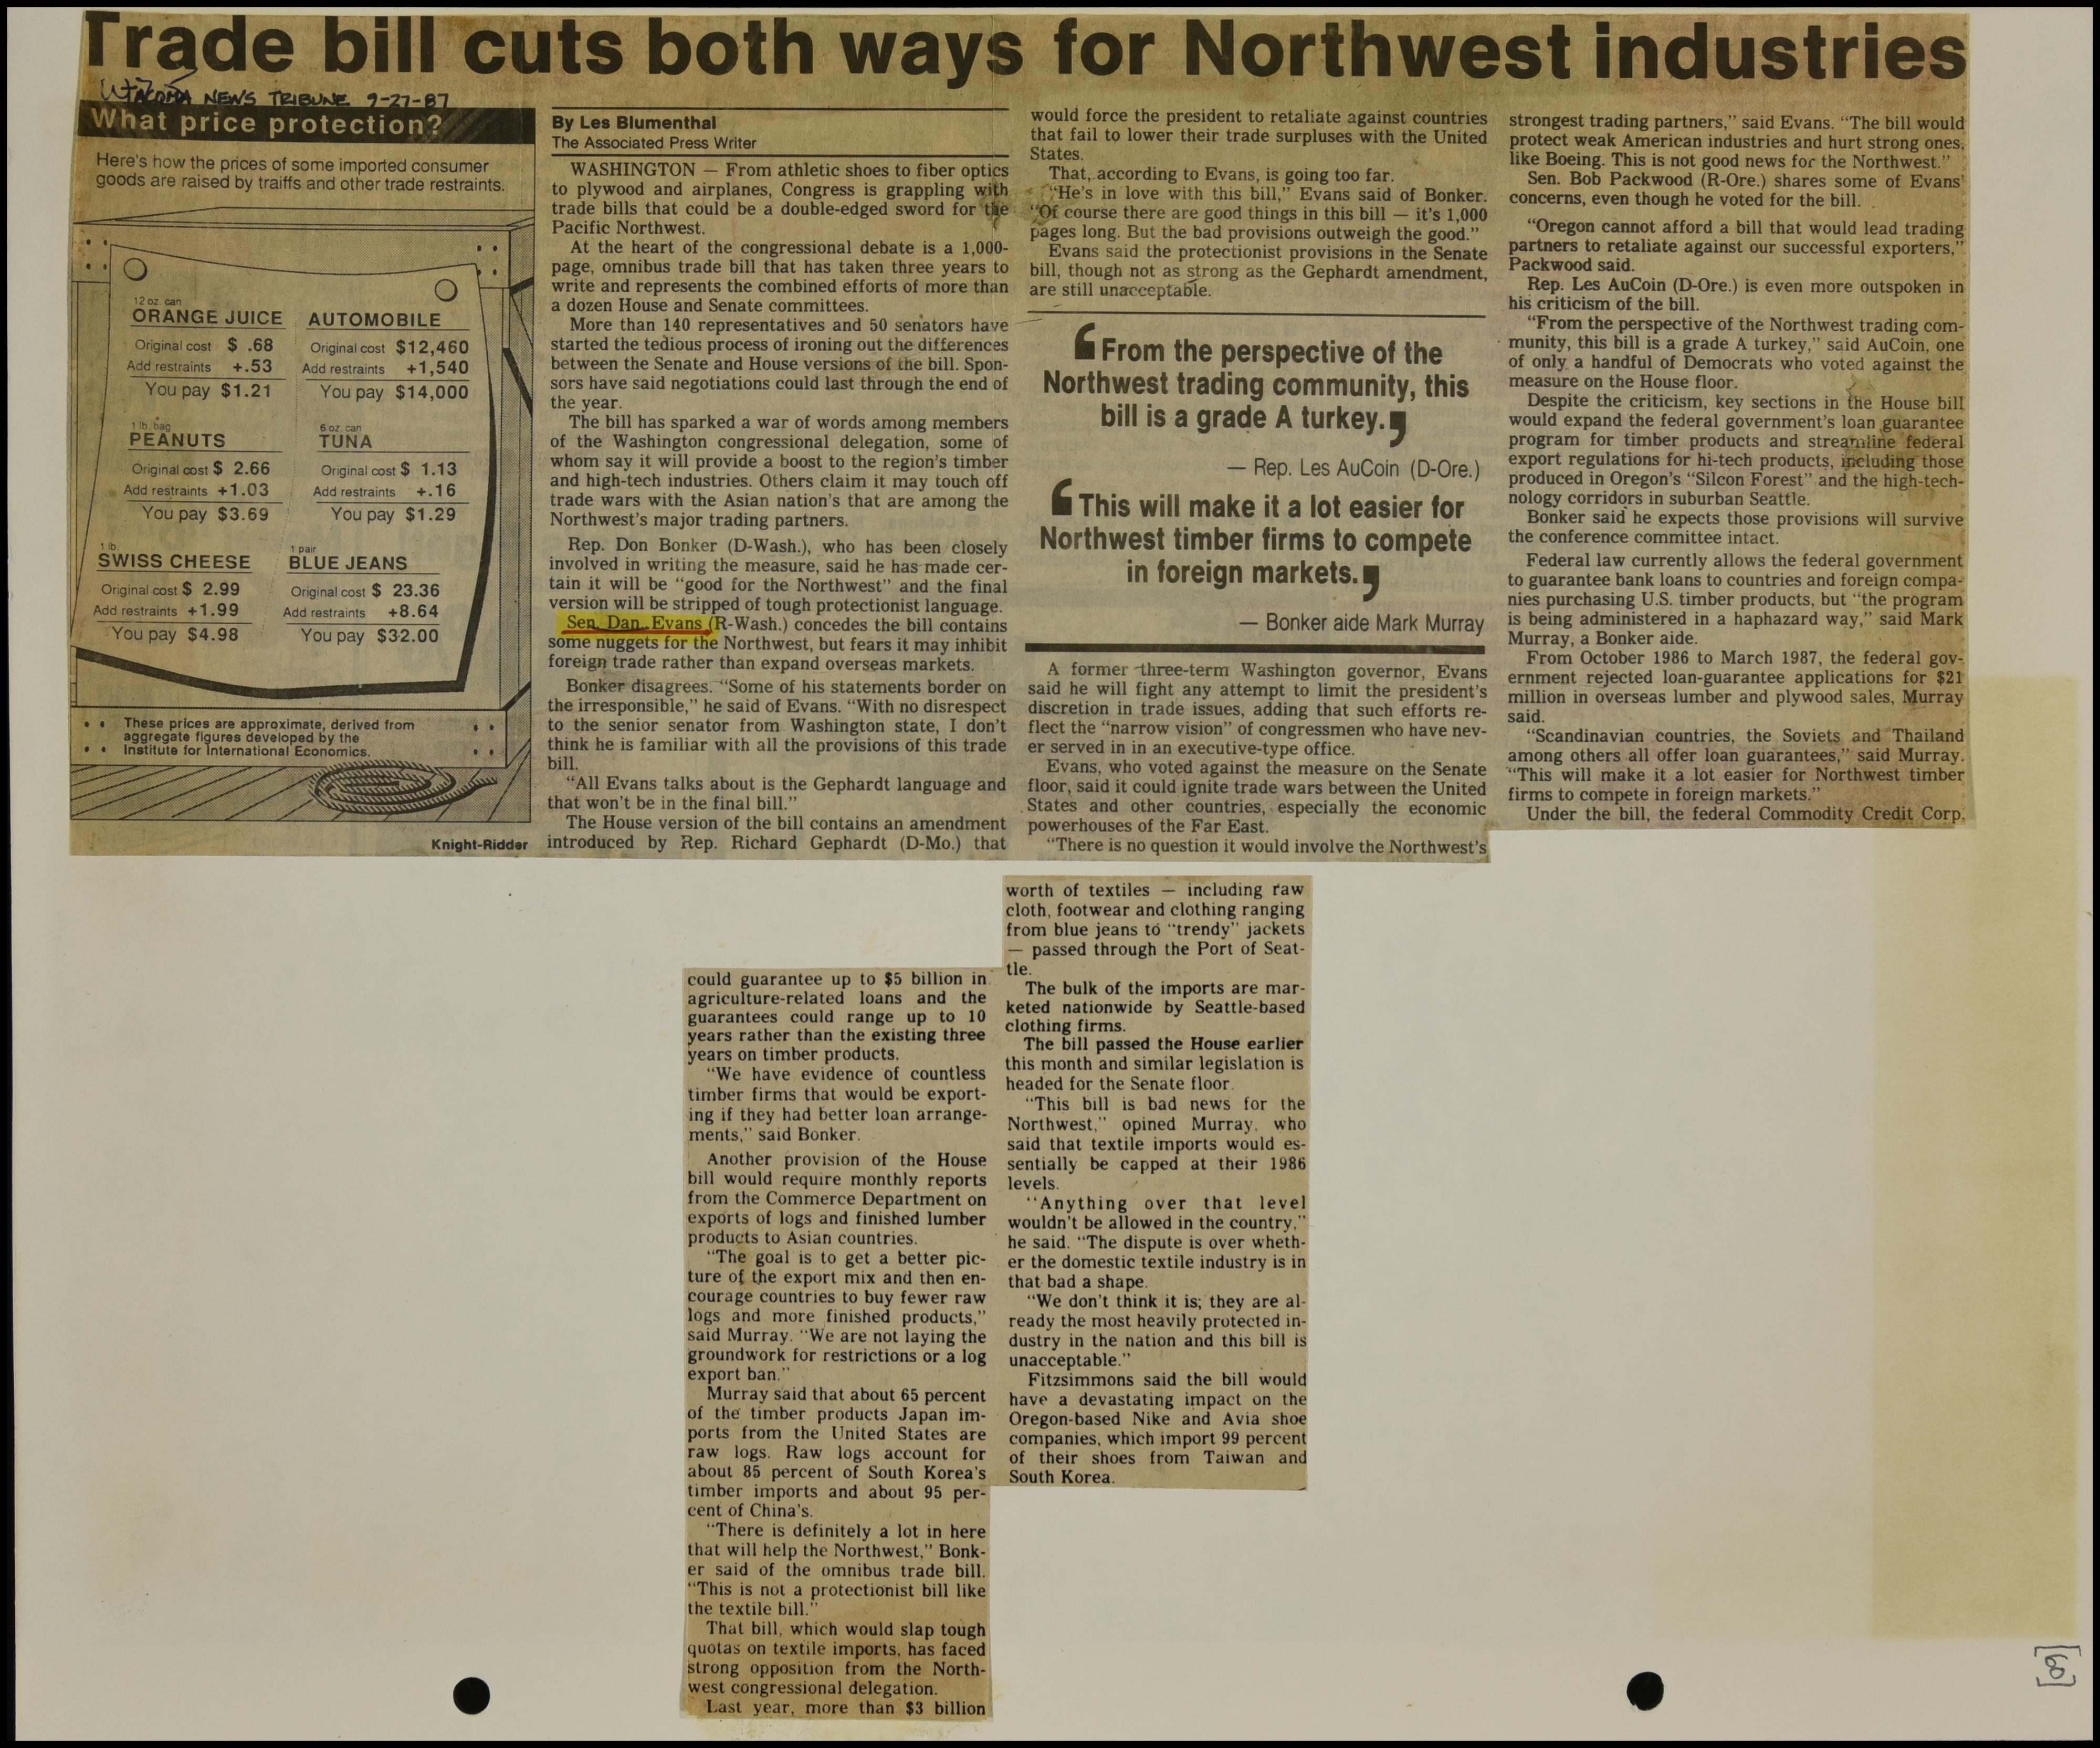 Trade bill cuts both ways for Northwest industries
TACOMA NEWS TRIBUNE 9-27-87
What price protection?
Here's how the prices of some imported consumer
goods are raised by traiffs and other trade restraints.
12 oz. can
ORANGE JUICE
Original cost $ .68
Add restraints +.53
You pay $1.21
AUTOMOBILE
Original cost $12,460
Add restraints +1,540
You pay $14,000
1 lb. bag
PEANUTS
Original cost $ 2.66
Add restraints +1.03
You pay $3.69
6 oz. can
TUNA
Original cost $ 1.13
Add restraints +.16
You pay $1.29
1 lb.
SWISS CHEESE
Original cost $ 2.99
Add restraints +1.99
You pay $4.98
1 pair
BLUE JEANS
Original cost $ 23.36
Add restraints +8.64
You pay $32.00
These prices are approximate, derived from
aggregate figures developed by the
Institute for International Economics.
Knight-Ridder
By Les Blumenthal
The Associated Press Writer
WASHINGTON — From athletic shoes to fiber optics
to plywood and airplanes, Congress is grappling with
trade bills that could be a double-edged sword for the
Pacific Northwest.
At the heart of the congressional debate is a 1,000-
page, omnibus trade bill that has taken three years to
write and represents the combined efforts of more than
a dozen House and Senate committees.
More than 140 representatives and 50 senators have
started the tedious process of ironing out the differences
between the Senate and House versions of the bill. Spon-
sors have said negotiations could last through the end of
the year.
The bill has sparked a war of words among members
of the Washington congressional delegation, some of
whom say it will provide a boost to the region's timber
and high-tech industries. Others claim it may touch off
trade wars with the Asian nation's that are among the
Northwest's major trading partners.
Rep. Don Bonker (D-Wash.), who has been closely
involved in writing the measure, said he has made cer-
tain it will be "good for the Northwest" and the final
version will be stripped of tough protectionist language.
Sen. Dan Evans (R-Wash.) concedes the bill contains
some nuggets for the Northwest, but fears it may inhibit
foreign trade rather than expand overseas markets.
Bonker disagrees. "Some of his statements border on
the irresponsible," he said of Evans. "With no disrespect
to the senior senator from Washington state, I don't
think he is familiar with all the provisions of this trade
bill.
"All Evans talks about is the Gephardt language and
that won't be in the final bill."
The House version of the bill contains an amendment
introduced by Rep. Richard Gephardt (D-Mo.) that
would force the president to retaliate against countries
that fail to lower their trade surpluses with the United
States.
That, according to Evans, is going too far.
"He's in love with this bill," Evans said of Bonker.
"Of course there are good things in this bill — it's 1,000
pages long. But the bad provisions outweigh the good."
Evans said the protectionist provisions in the Senate
bill, though not as strong as the Gephardt amendment,
are still unacceptable.
‘From the perspective of the
Northwest trading community, this
bill is a grade A turkey.’
— Rep. Les AuCoin (D-Ore.)
‘This will make it a lot easier for
Northwest timber firms to compete
in foreign markets.’
— Bonker aide Mark Murray
A former three-term Washington governor, Evans
said he will fight any attempt to limit the president's
discretion in trade issues, adding that such efforts re-
flect the "narrow vision" of congressmen who have nev-
er served in in an executive-type office.
Evans, who voted against the measure on the Senate
floor, said it could ignite trade wars between the United
States and other countries, especially the economic
powerhouses of the Far East.
"There is no question it would involve the Northwest's
strongest trading partners," said Evans. "The bill would
protect weak American industries and hurt strong ones,
like Boeing. This is not good news for the Northwest."
Sen. Bob Packwood (R-Ore.) shares some of Evans'
concerns, even though he voted for the bill.
"Oregon cannot afford a bill that would lead trading
partners to retaliate against our successful exporters,"
Packwood said.
Rep. Les AuCoin (D-Ore.) is even more outspoken in
his criticism of the bill.
"From the perspective of the Northwest trading com-
munity, this bill is a grade A turkey," said AuCoin, one
of only a handful of Democrats who voted against the
measure on the House floor.
Despite the criticism, key sections in the House bill
would expand the federal government's loan guarantee
program for timber products and streamline federal
export regulations for hi-tech products, including those
produced in Oregon's "Silcon Forest" and the high-tech-
nology corridors in suburban Seattle.
Bonker said he expects those provisions will survive
the conference committee intact.
Federal law currently allows the federal government
to guarantee bank loans to countries and foreign compa-
nies purchasing U.S. timber products, but "the program
is being administered in a haphazard way," said Mark
Murray, a Bonker aide.
From October 1986 to March 1987, the federal gov-
ernment rejected loan-guarantee applications for $21
million in overseas lumber and plywood sales, Murray
said.
"Scandinavian countries, the Soviets and Thailand
among others all offer loan guarantees," said Murray.
"This will make it a lot easier for Northwest timber
firms to compete in foreign markets."
Under the bill, the federal Commodity Credit Corp.
could guarantee up to $5 billion in
agriculture-related loans and the
guarantees could range up to 10
years rather than the existing three
years on timber products.
"We have evidence of countless
timber firms that would be export-
ing if they had better loan arrange-
ments," said Bonker.
Another provision of the House
bill would require monthly reports
from the Commerce Department on
exports of logs and finished lumber
products to Asian countries.
"The goal is to get a better pic-
ture of the export mix and then en-
courage countries to buy fewer raw
logs and more finished products,"
said Murray. "We are not laying the
groundwork for restrictions or a log
export ban."
Murray said that about 65 percent
of the timber products Japan im-
ports from the United States are
raw logs. Raw logs account for
about 85 percent of South Korea's
timber imports and about 95 per-
cent of China's.
"There is definitely a lot in here
that will help the Northwest," Bonk-
er said of the omnibus trade bill.
"This is not a protectionist bill like
the textile bill."
That bill, which would slap tough
quotas on textile imports, has faced
strong opposition from the North-
west congressional delegation.
Last year, more than $3 billion
worth of textiles — including raw
cloth, footwear and clothing ranging
from blue jeans to "trendy" jackets
— passed through the Port of Seat-
tle.
The bulk of the imports are mar-
keted nationwide by Seattle-based
clothing firms.
The bill passed the House earlier
this month and similar legislation is
headed for the Senate floor.
"This bill is bad news for the
Northwest," opined Murray, who
said that textile imports would es-
sentially be capped at their 1986
levels.
"Anything over that level
wouldn't be allowed in the country,"
he said. "The dispute is over wheth-
er the domestic textile industry is in
that bad a shape.
"We don't think it is; they are al-
ready the most heavily protected in-
dustry in the nation and this bill is
unacceptable."
Fitzsimmons said the bill would
have a devastating impact on the
Oregon-based Nike and Avia shoe
companies, which import 99 percent
of their shoes from Taiwan and
South Korea.